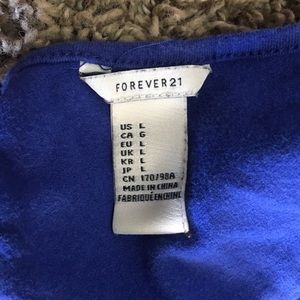 FOREVER21
US L
CA G
EU L
UK L
KR L
JP L
CN 170/98A
MADE IN CHINA
FABRIQUÉ EN CHINE